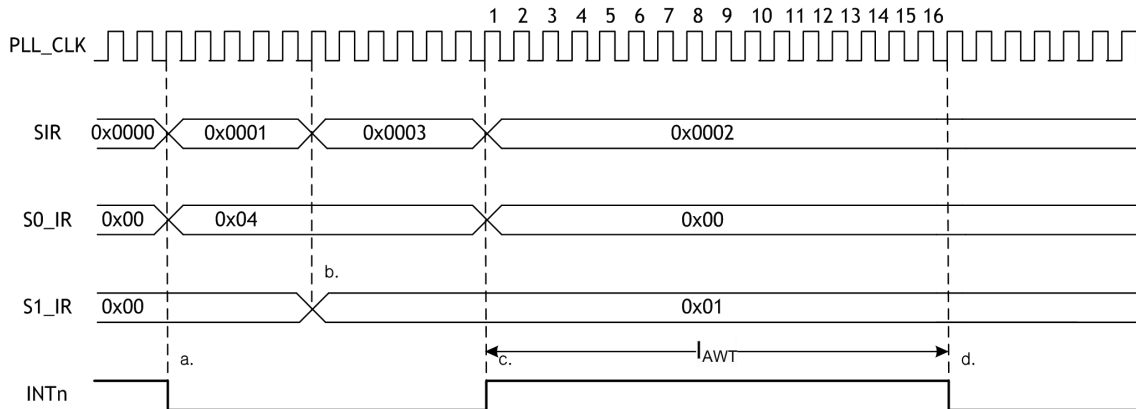 1 2 3 4 5 6 7 8 9 10 11 12 13 14 15 16
PLL_CLK
SIR 0x0000 0x0001 0x0003 0x0002
S0_IR 0x00 0x04 0x00
b.
S1_IR 0x00 0x01
a. c. IAWT d.
INTn